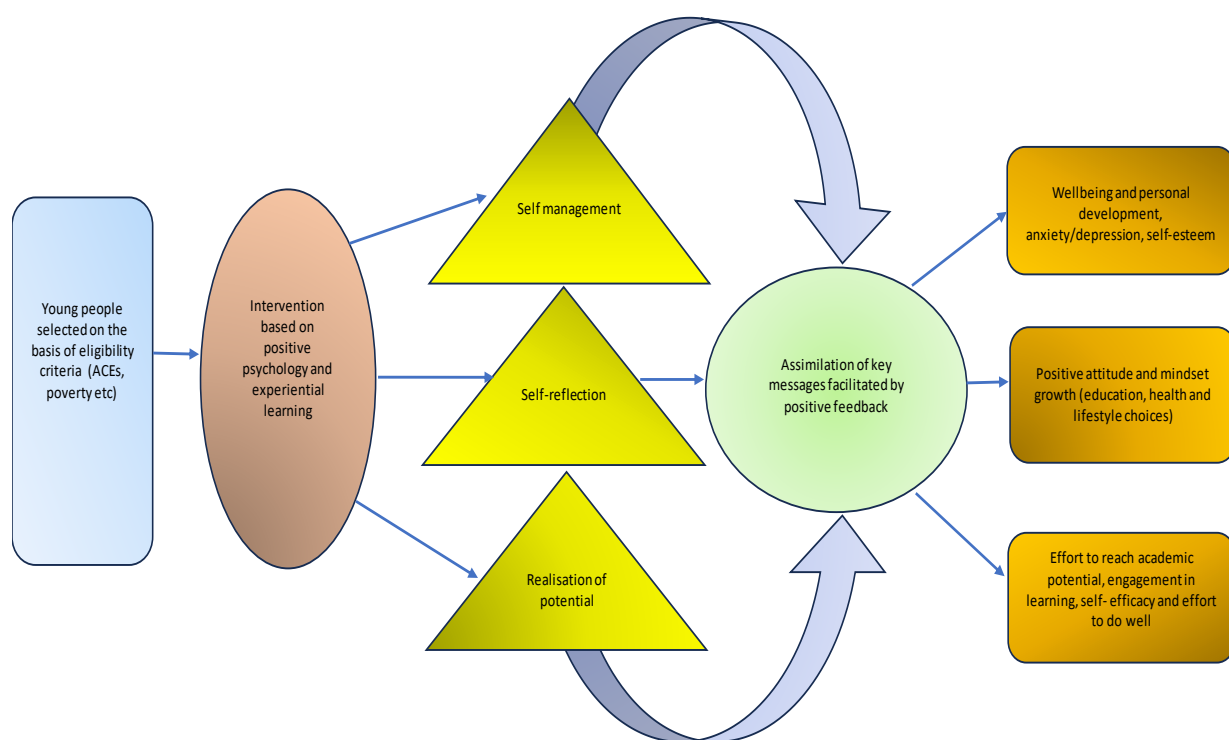 Young people
selected on the
basis of eligibility
criteria (ACEs,
poverty etc)
Intervention
based on
positive
psychology and
experiential
learning
Self management
Self-reflection
Realisation of
potential
Assimilation of key
messages facilitated by
positive feedback
Wellbeing and personal
development,
anxiety/depression, self-esteem
Positive attitude and mindset
growth (education, health and
lifestyle choices)
Effort to reach academic
potential, engagement in
learning, self- efficacy and effort
to do well